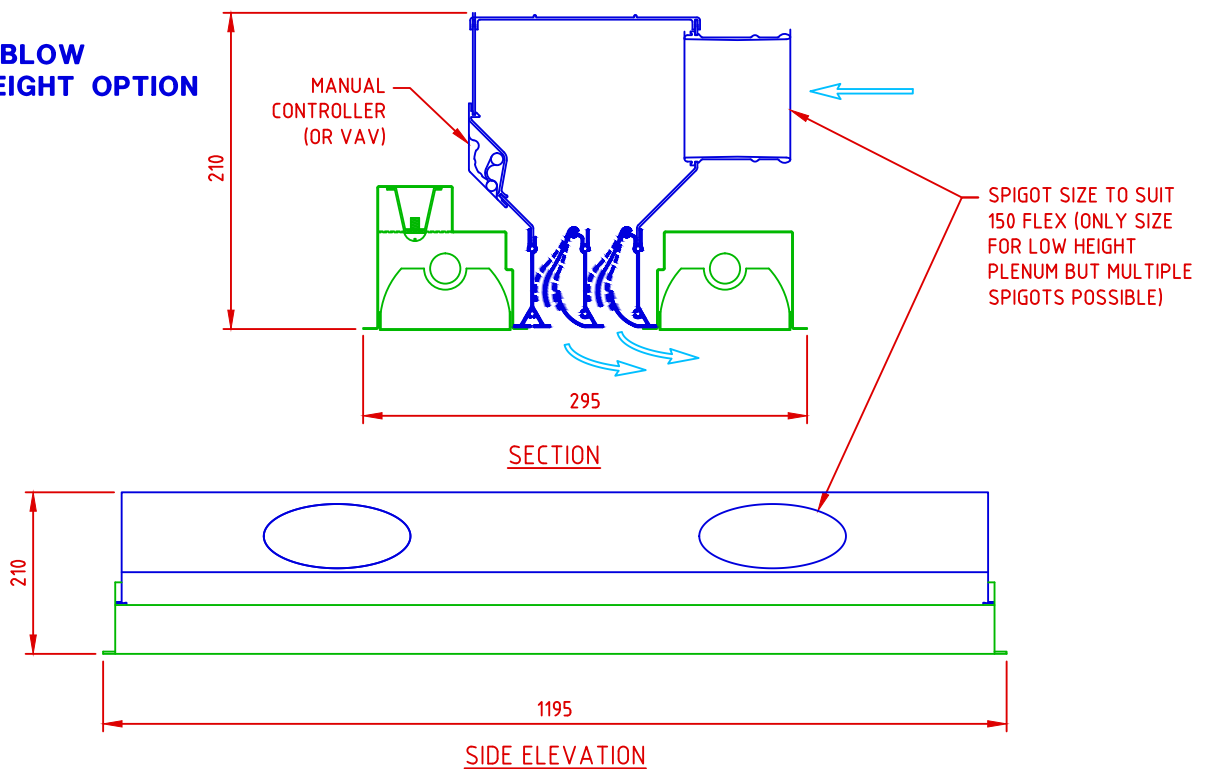 BLOW
EIGHT OPTION
MANUAL
CONTROLLER
(OR VAV)
210
SPIGOT SIZE TO SUIT
150 FLEX (ONLY SIZE
FOR LOW HEIGHT
PLENUM BUT MULTIPLE
SPIGOTS POSSIBLE)
295
SECTION
210
1195
SIDE ELEVATION